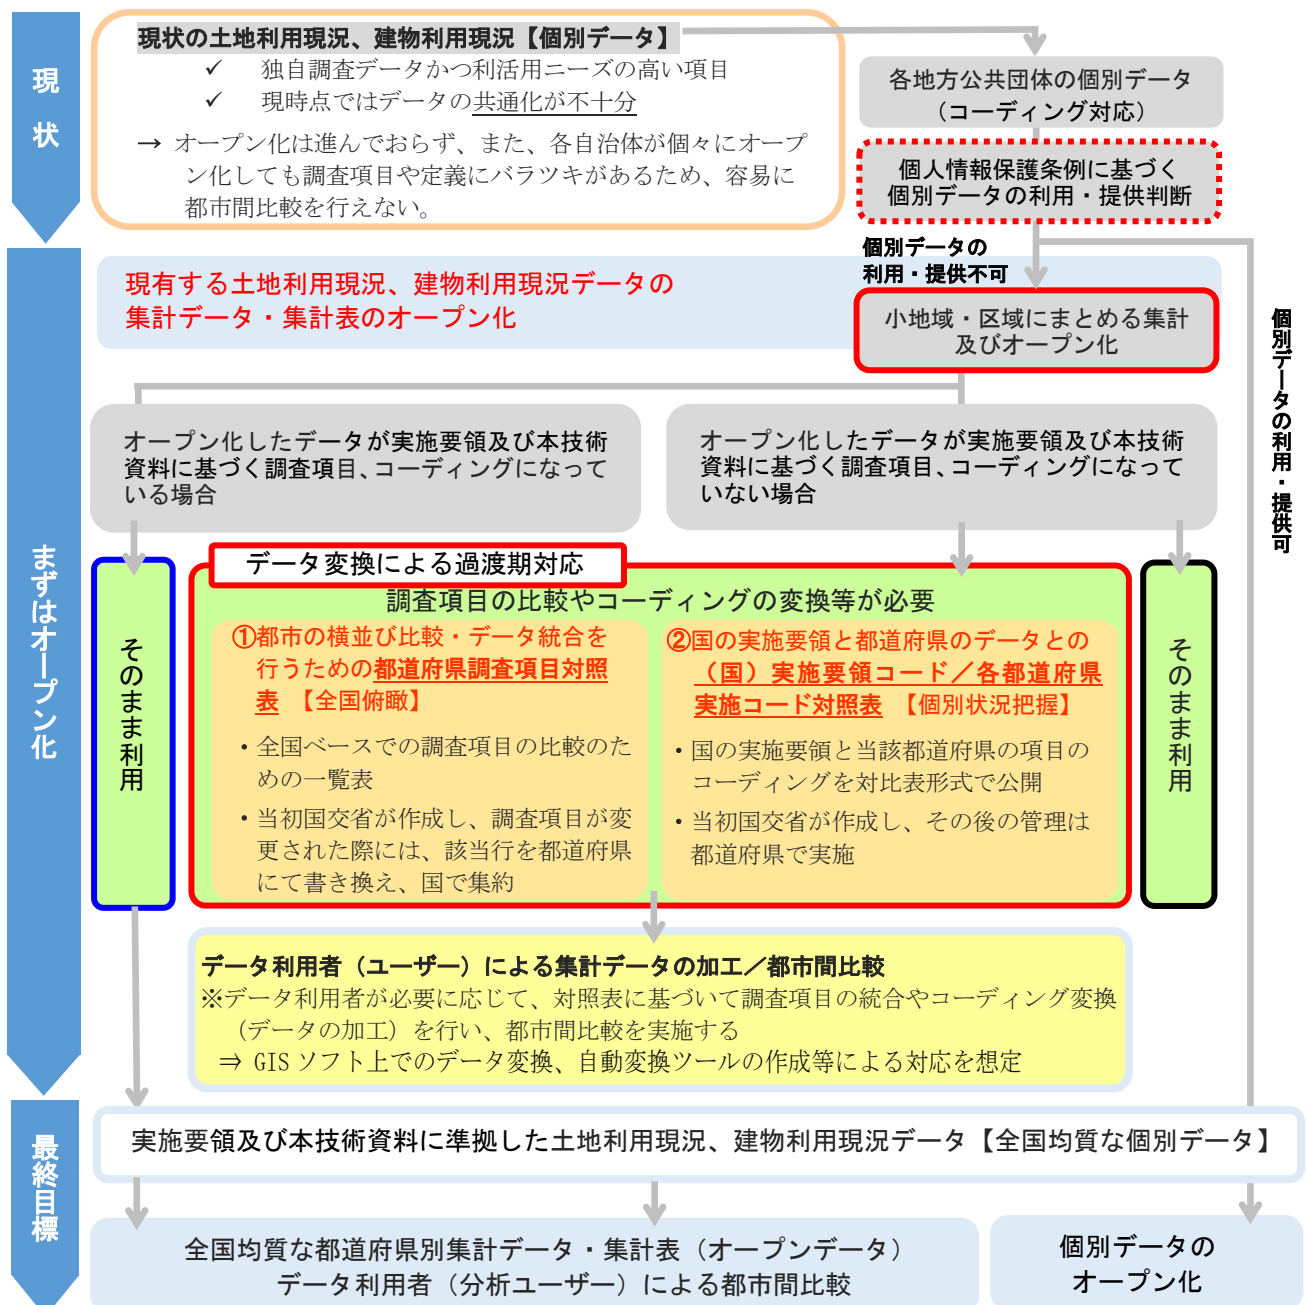 現状
現状の土地利用現況、建物利用現況【個別データ】
✓ 独自調査データかつ利活用ニーズの高い項目
✓ 現時点ではデータの共通化が不十分
→ オープン化は進んでおらず、また、各自治体が個々にオープ
ン化しても調査項目や定義にバラツキがあるため、容易に
都市間比較を行えない。
各地方公共団体の個別データ
（コーディング対応）
個人情報保護条例に基づく
個別データの利用・提供判断
個別データの
利用・提供不可
個別データの利用・提供可
まずはオープン化
現有する土地利用現況、建物利用現況データの
集計データ・集計表のオープン化
小地域・区域にまとめる集計
及びオープン化
オープン化したデータが実施要領及び本技術
資料に基づく調査項目、コーディングになって
いる場合
オープン化したデータが実施要領及び本技術
資料に基づく調査項目、コーディングになって
いない場合
そのまま利用
データ変換による過渡期対応
調査項目の比較やコーディングの変換等が必要
①都市の横並び比較・データ統合を
行うための都道府県調査項目対照
表 【全国俯瞰】
・全国ベースでの調査項目の比較のた
めの一覧表
・当初国交省が作成し、調査項目が変
更された際には、該当行を都道府県
にて書き換え、国で集約
②国の実施要領と都道府県のデータとの
（国）実施要領コード／各都道府県
実施コード対照表 【個別状況把握】
・国の実施要領と当該都道府県の項目の
コーディングを対比表形式で公開
・当初国交省が作成し、その後の管理は
都道府県で実施
そのまま利用
データ利用者（ユーザー）による集計データの加工／都市間比較
※データ利用者が必要に応じて、対照表に基づいて調査項目の統合やコーディング変換
（データの加工）を行い、都市間比較を実施する
⇒ GIS ソフト上でのデータ変換、自動変換ツールの作成等による対応を想定
最終目標
実施要領及び本技術資料に準拠した土地利用現況、建物利用現況データ【全国均質な個別データ】
全国均質な都道府県別集計データ・集計表（オープンデータ）
データ利用者（分析ユーザー）による都市間比較
個別データの
オープン化